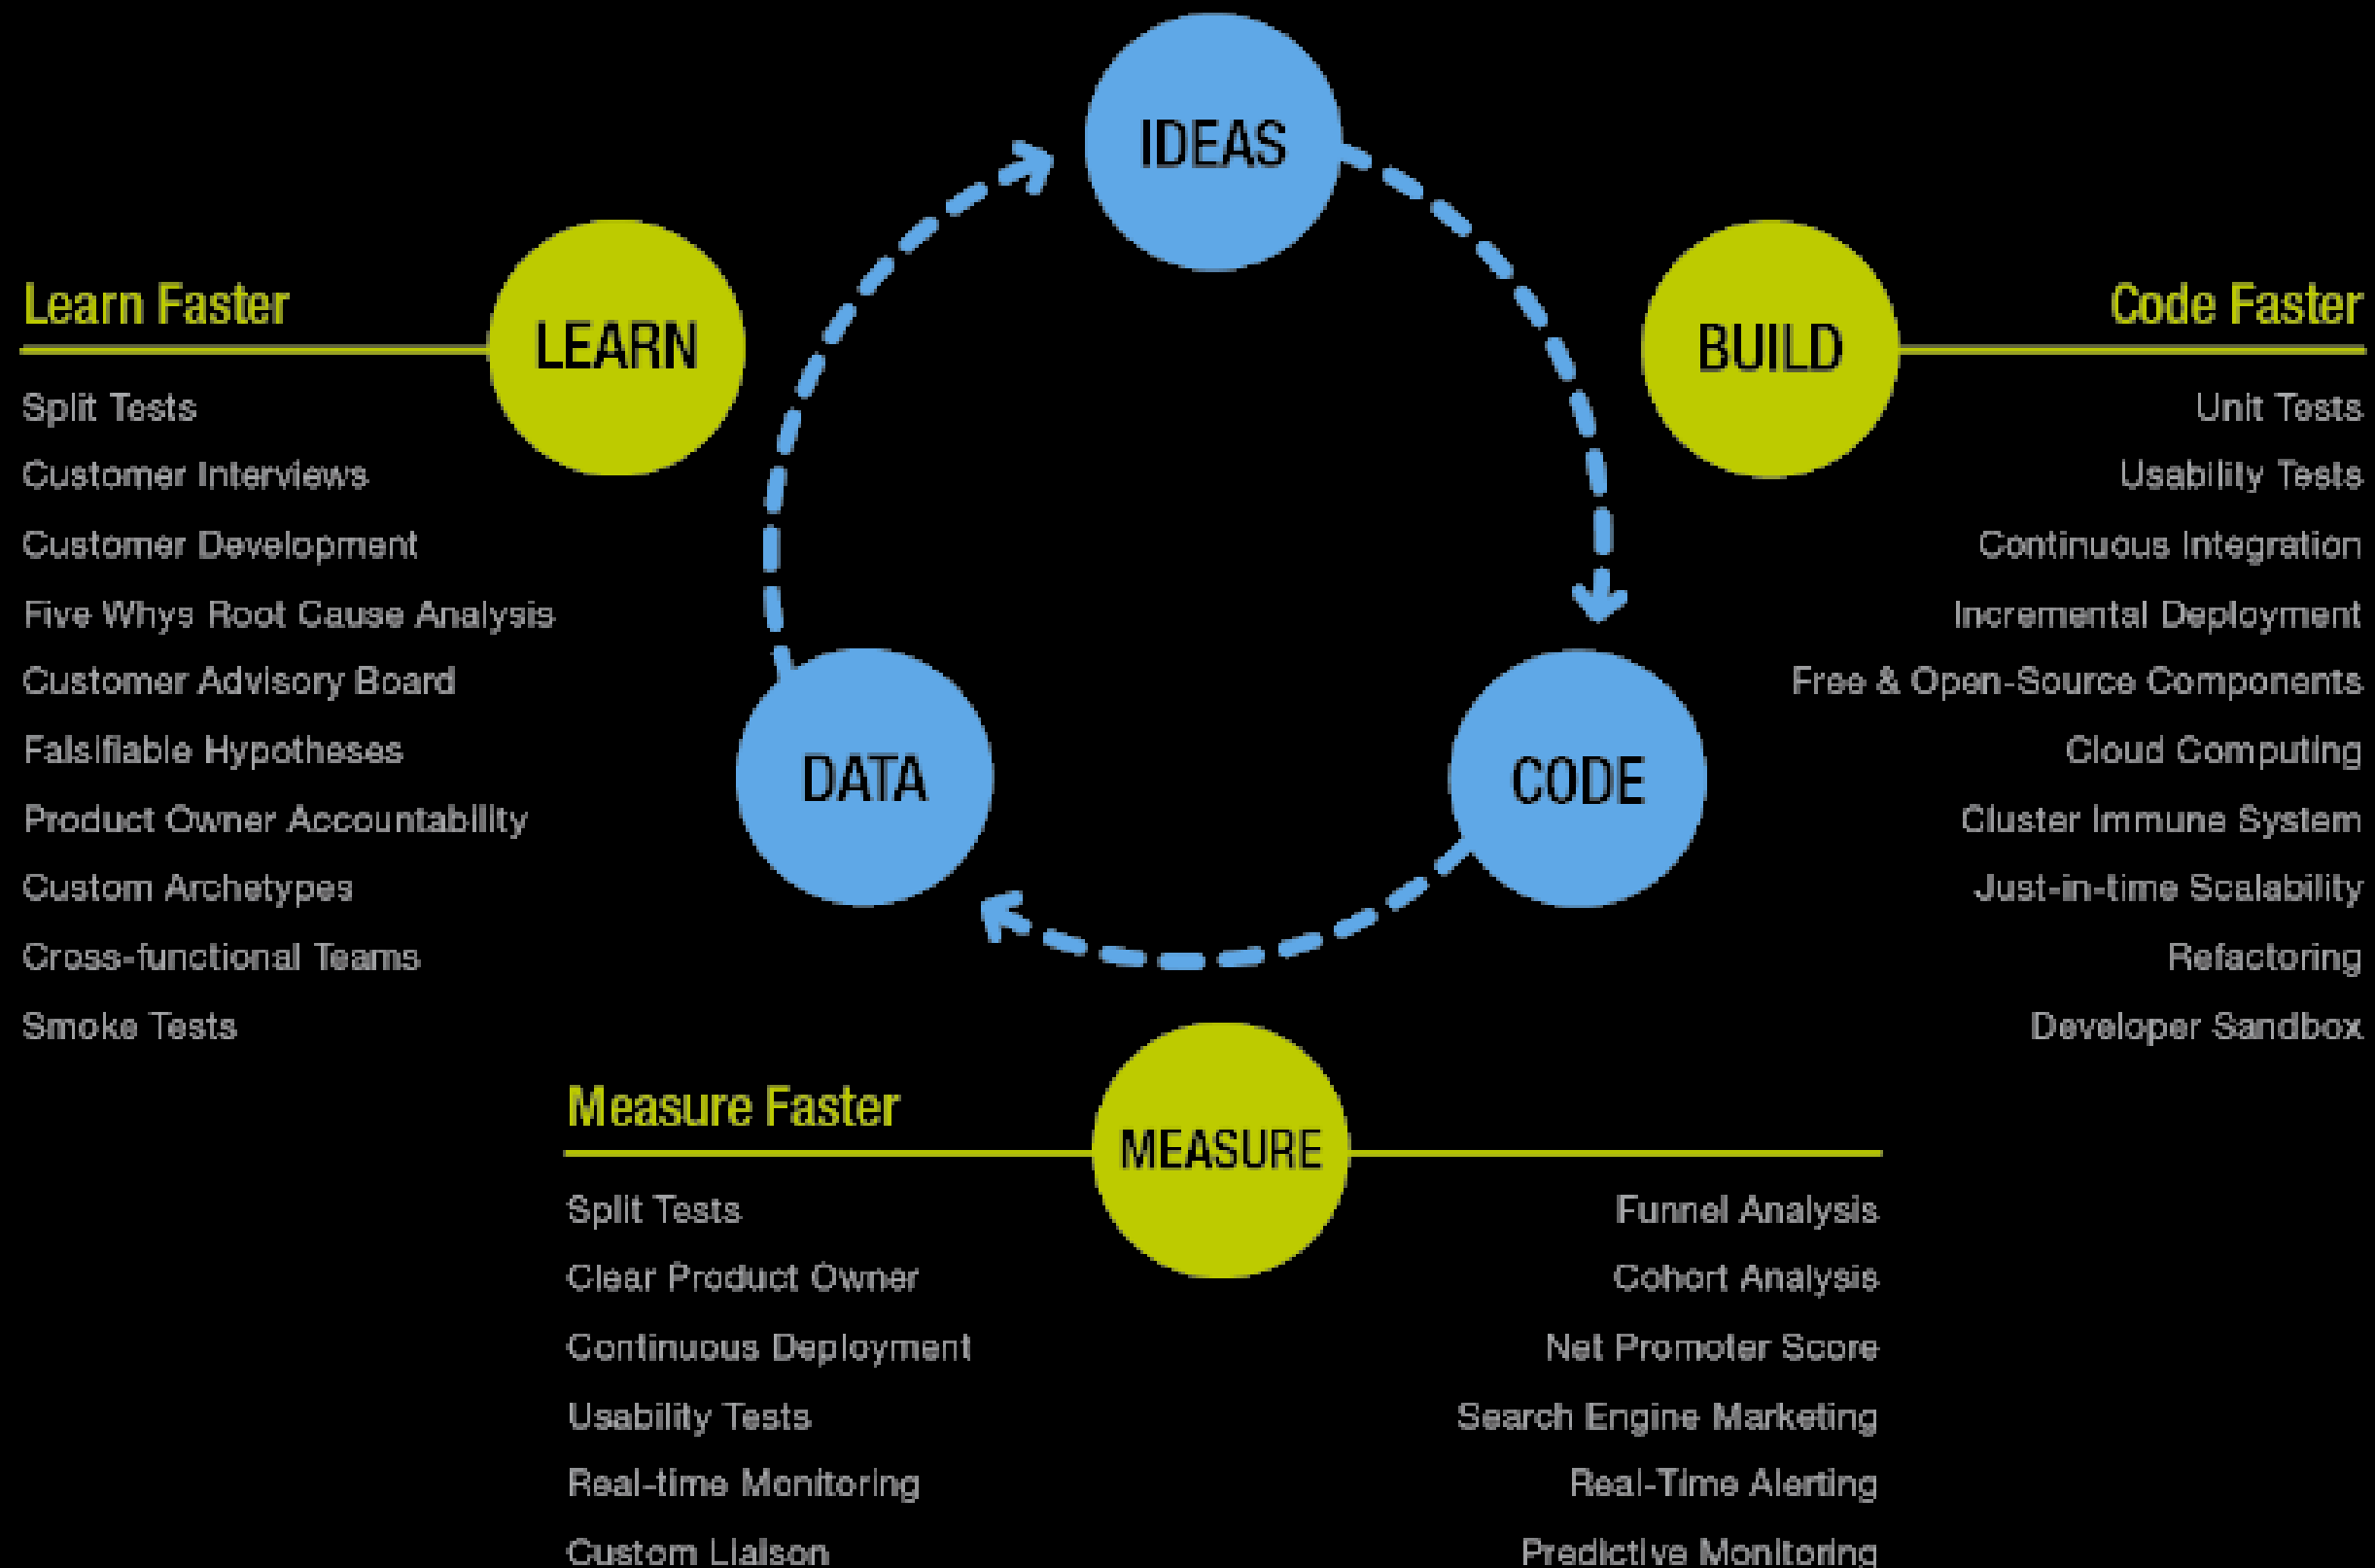 IDEAS
Learn Faster
LEARN
Split Tests
Customer Interviews
Customer Development
Five Whys Root Cause Analysis
Customer Advisory Board
Falsifiable Hypotheses
Product Owner Accountability
Custom Archetypes
Cross-functional Teams
Smoke Tests
BUILD
Code Faster
Unit Tests
Usability Tests
Continuous Integration
Incremental Deployment
Free & Open-Source Components
Cloud Computing
Cluster Immune System
Just-in-time Scalability
Refactoring
Developer Sandbox
DATA
CODE
Measure Faster
MEASURE
Split Tests
Clear Product Owner
Continuous Deployment
Usability Tests
Real-time Monitoring
Custom Liaison
Funnel Analysis
Cohort Analysis
Net Promoter Score
Search Engine Marketing
Real-Time Alerting
Predictive Monitoring